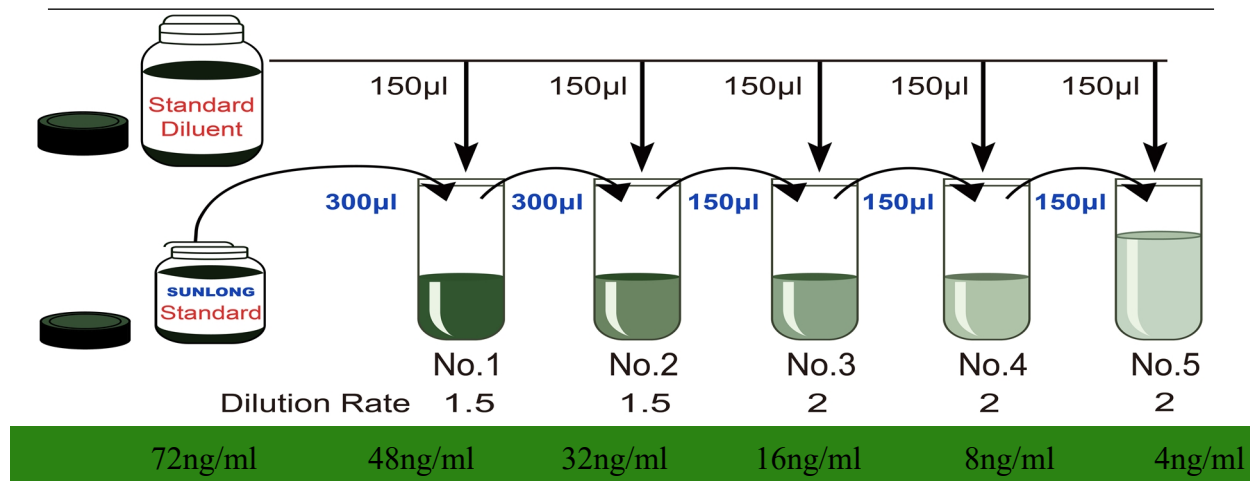 150µl 150µl 150µl 150µl 150µl
Standard
Diluent
300µl 300µl 150µl 150µl 150µl
SUNLONG
Standard
No.1 No.2 No.3 No.4 No.5
Dilution Rate 1.5 1.5 2 2 2
72ng/ml 48ng/ml 32ng/ml 16ng/ml 8ng/ml 4ng/ml